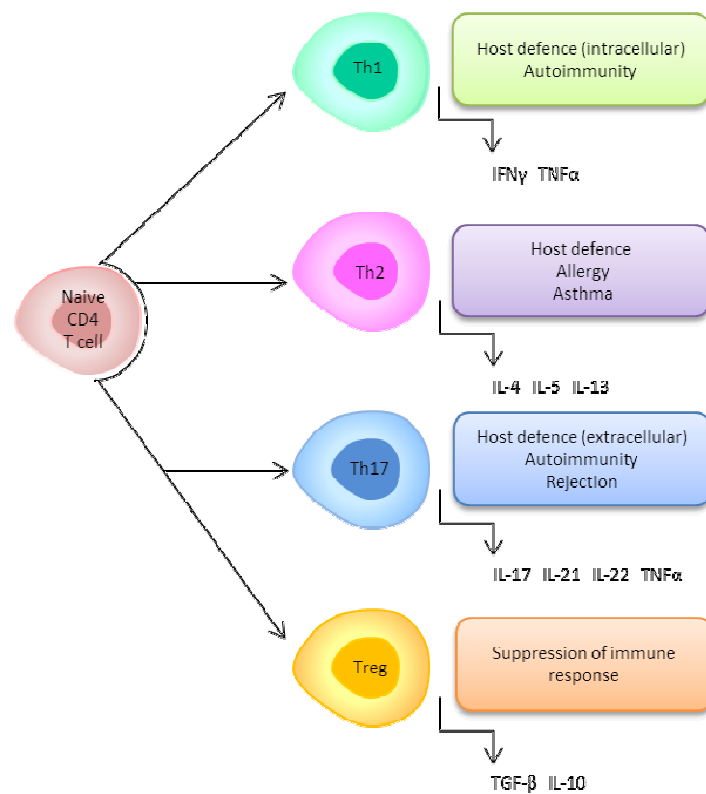 Th1
Host defence (intracellular)
Autoimmunity
IFNγ TNFα
Naive
CD4
T cell
Th2
Host defence
Allergy
Asthma
IL-4 IL-5 IL-13
Th17
Host defence (extracellular)
Autoimmunity
Rejection
IL-17 IL-21 IL-22 TNFα
Treg
Suppression of immune
response
TGF-β IL-10